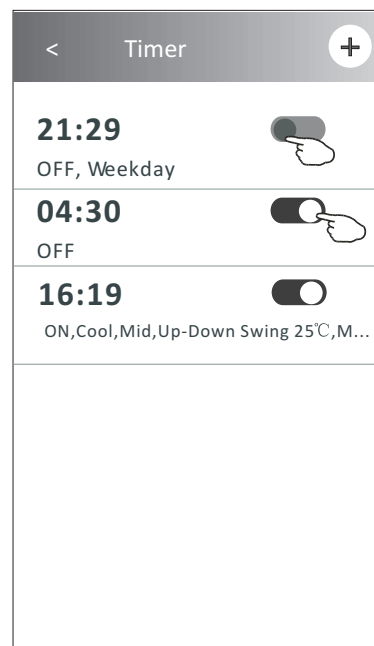 < Timer +
21:29
OFF, Weekday
04:30
OFF
16:19
ON,Cool,Mid,Up-Down Swing 25℃,M...